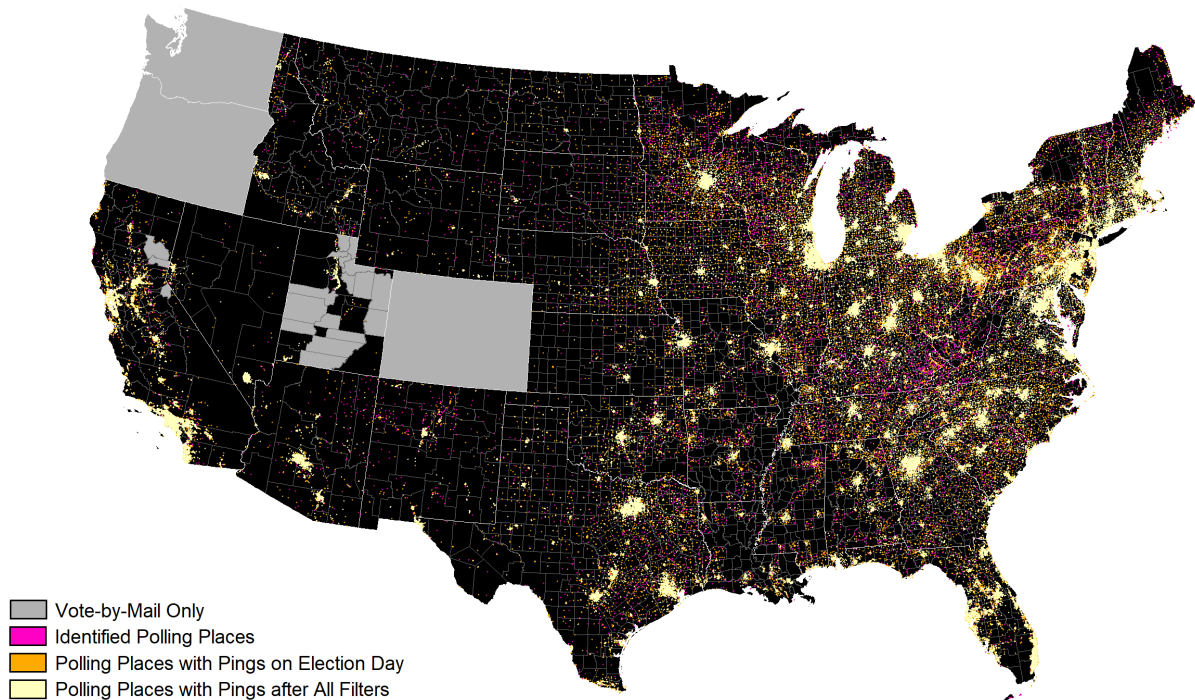 Vote-by-Mail Only
Identified Polling Places
Polling Places with Pings on Election Day
Polling Places with Pings after All Filters